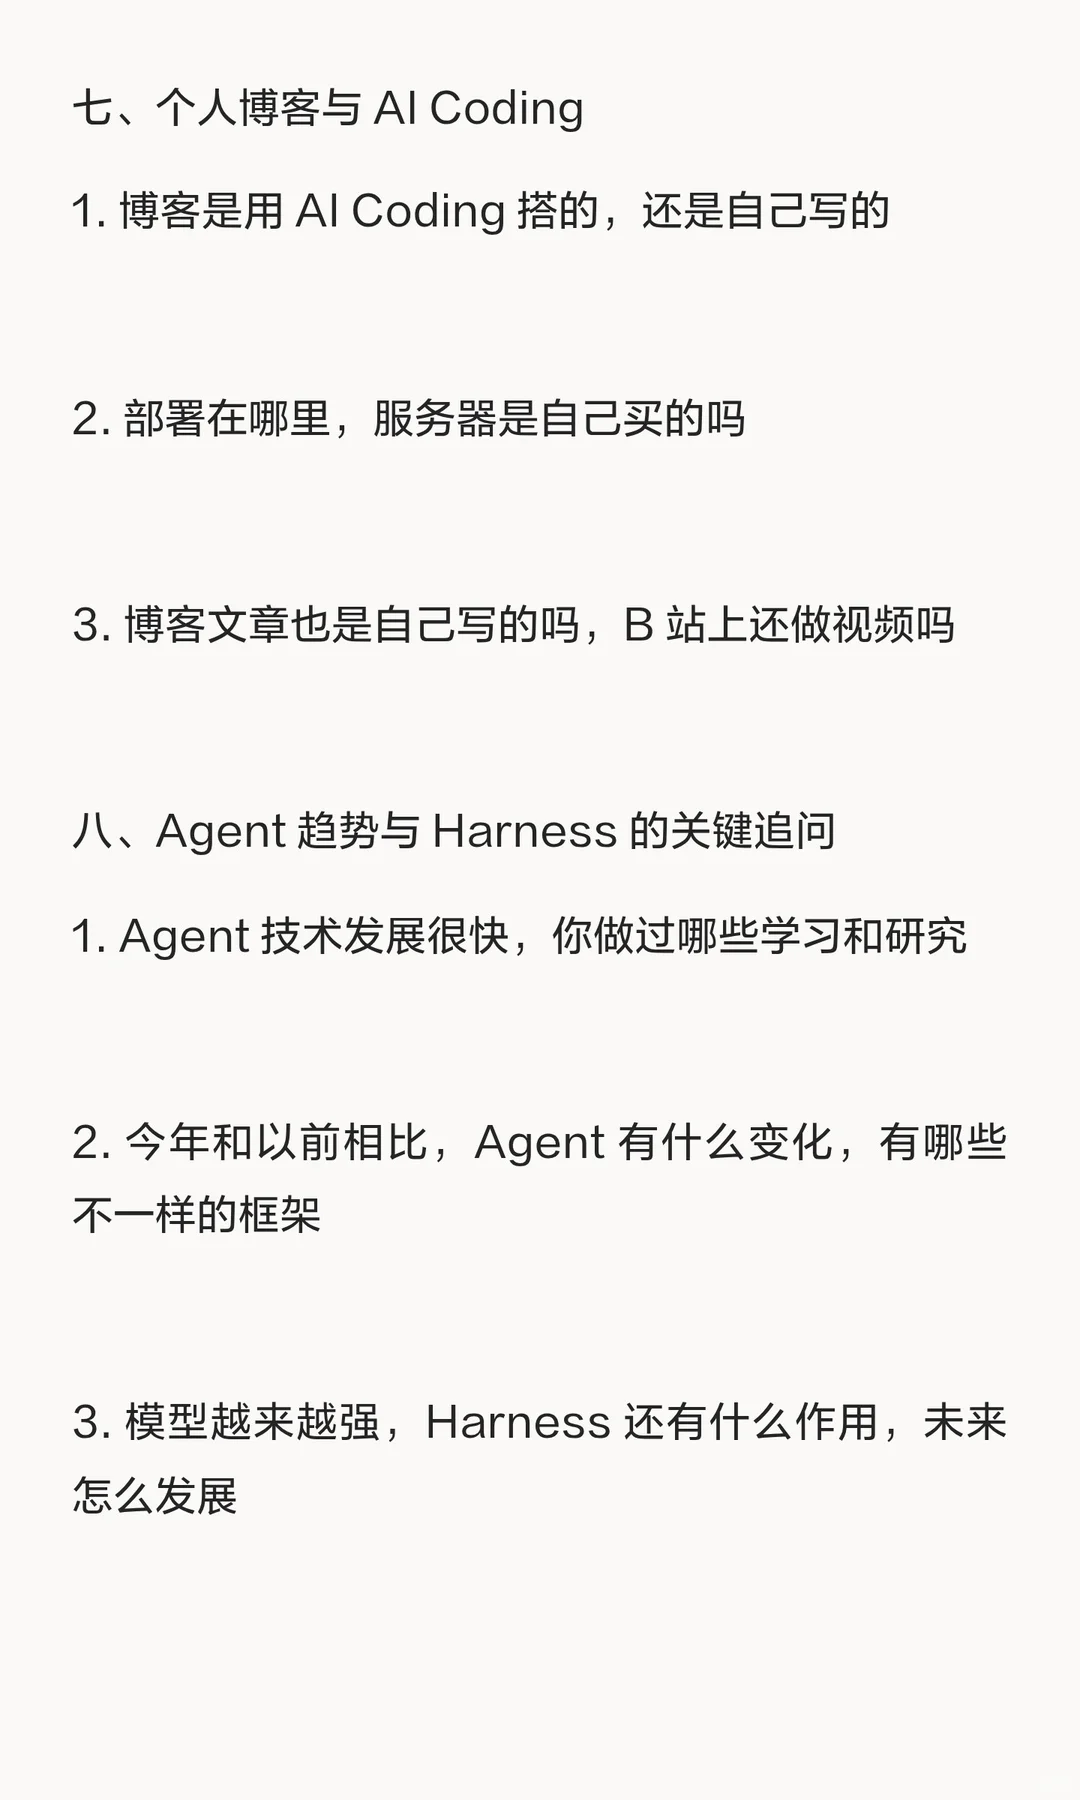 七、个人博客与 AI Coding
1. 博客是用 AI Coding 搭的，还是自己写的
2. 部署在哪里，服务器是自己买的吗
3. 博客文章也是自己写的吗，B 站上还做视频吗
八、Agent 趋势与 Harness 的关键追问
1. Agent 技术发展很快，你做过哪些学习和研究
2. 今年和以前相比，Agent 有什么变化，有哪些
不一样的框架
3. 模型越来越强，Harness 还有什么作用，未来
怎么发展